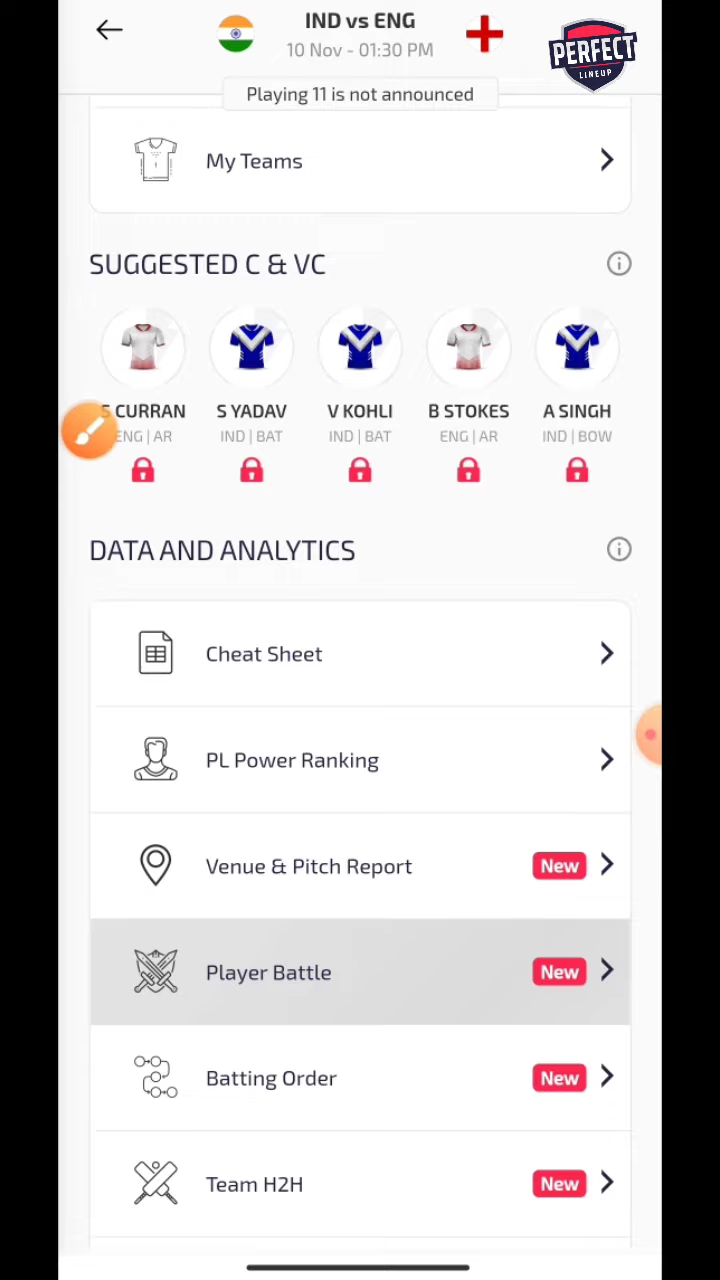 IND vs ENG
10 Nov - 01:30 PM
PERFECT
LINEUP
Playing 11 is not announced
My Teams
SUGGESTED C & VC
S CURRAN
S YADAV
V KOHLI
B STOKES
A SINGH
ENG | AR
IND | BAT
IND | BAT
ENG | AR
IND | BOW
DATA AND ANALYTICS
Cheat Sheet
PL Power Ranking
Venue & Pitch Report New
Player Battle New
Batting Order New
Team H2H New